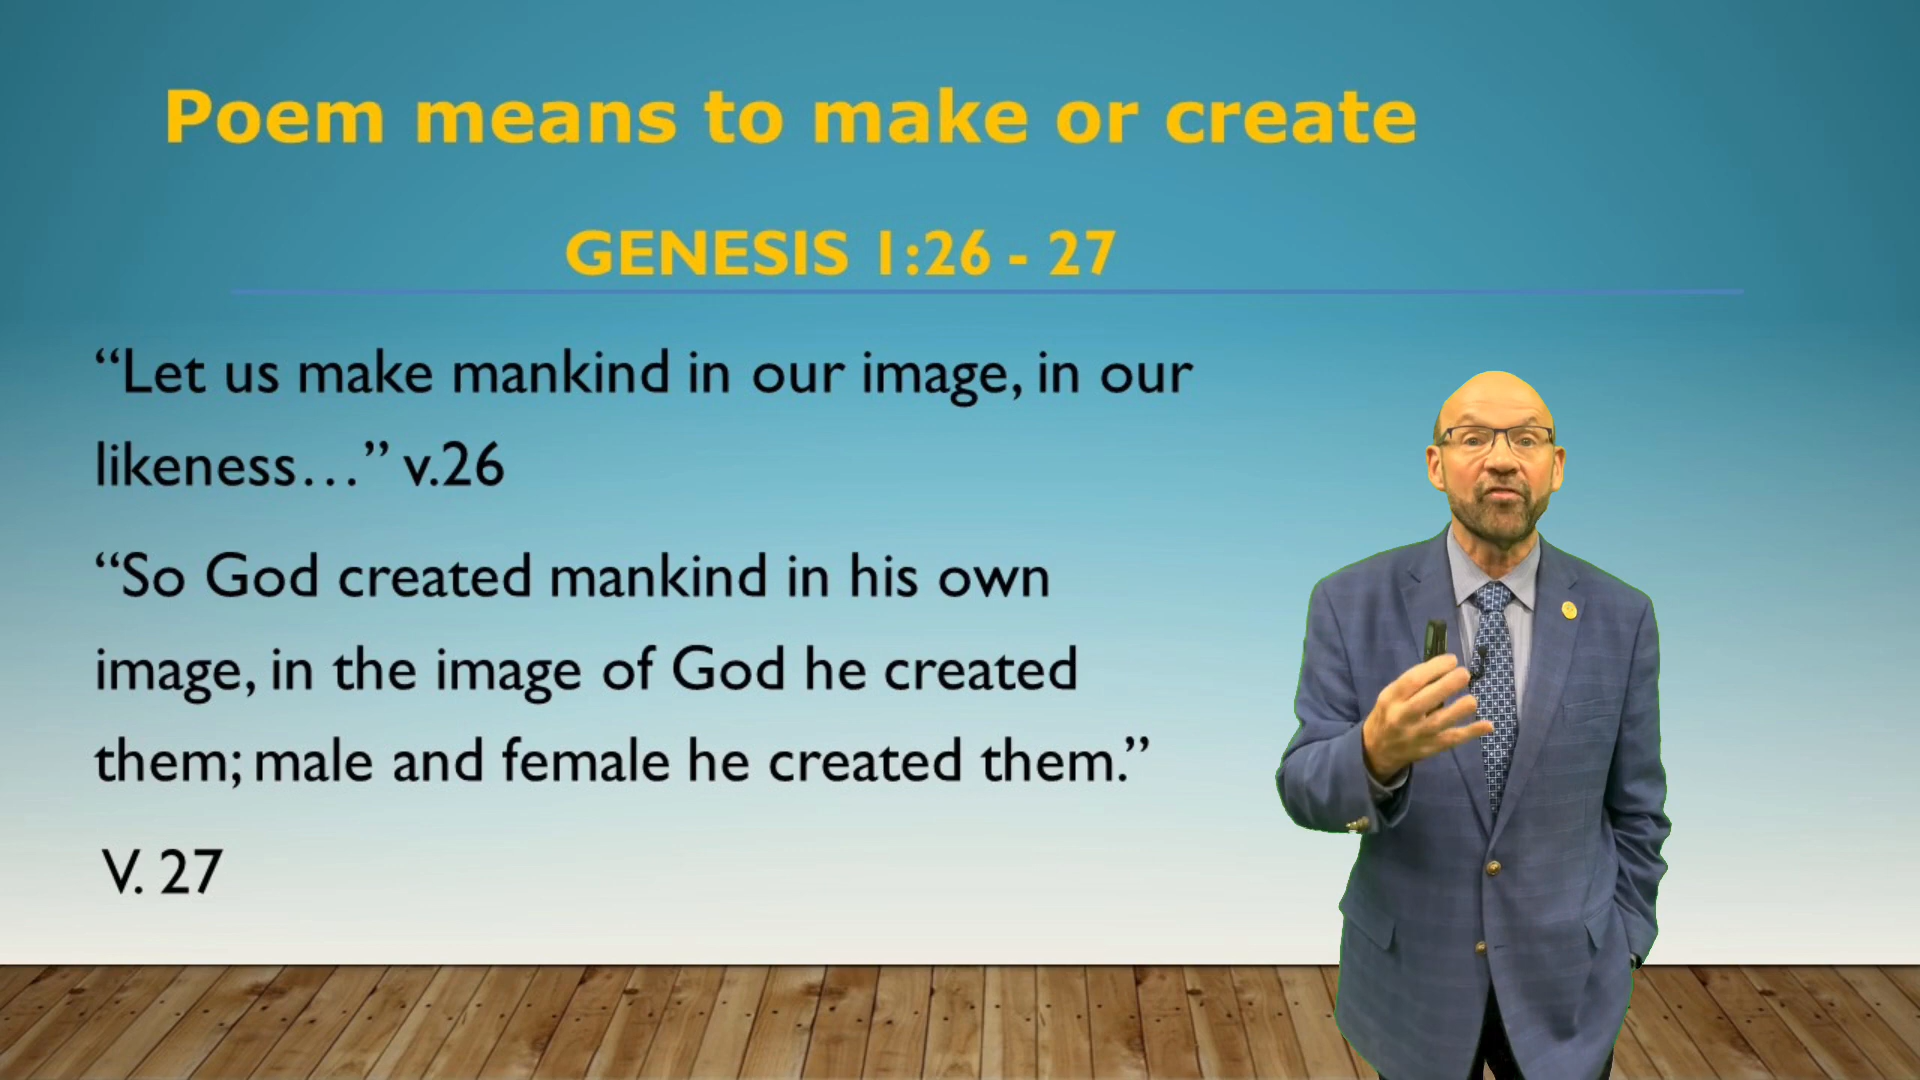 Poem means to make or create
GENESIS 1:26 - 27
“Let us make mankind in our image, in our
likeness…” v.26
“So God created mankind in his own
image, in the image of God he created
them; male and female he created them.”
V. 27